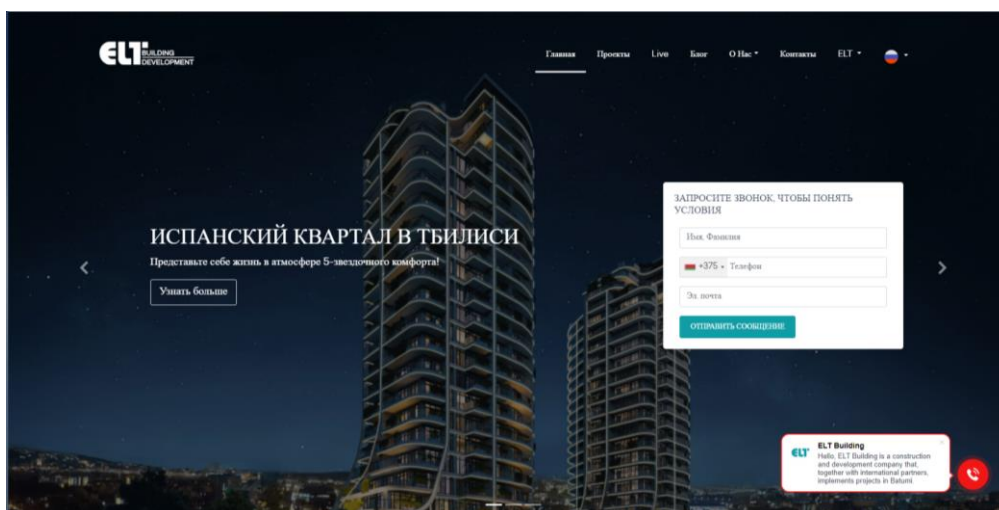 ELT BUILDING
DEVELOPMENT
Главная Проекты Live Блог О Нас Контакты ELT
ИСПАНСКИЙ КВАРТАЛ В ТБИЛИСИ
Представьте себе жизнь в атмосфере 5-звездочного комфорта!
Узнать больше
ЗАПРОСИТЕ ЗВОНОК, ЧТОБЫ ПОНЯТЬ
УСЛОВИЯ
Имя, Фамилия
+375 Телефон
Эл. почта
ОТПРАВИТЬ СООБЩЕНИЕ
ELT
ELT Building
Hello, ELT Building is a construction
and development company that,
together with international partners,
implements projects in Batumi.